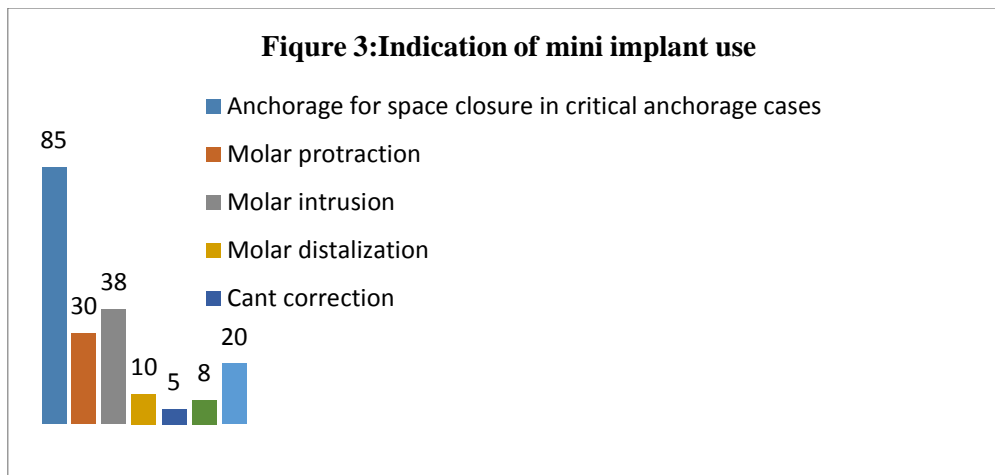 Fiqure 3:Indication of mini implant use
Anchorage for space closure in critical anchorage cases
85
Molar protraction
Molar intrusion
38
30
Molar distalization
Cant correction
20
10
8
5